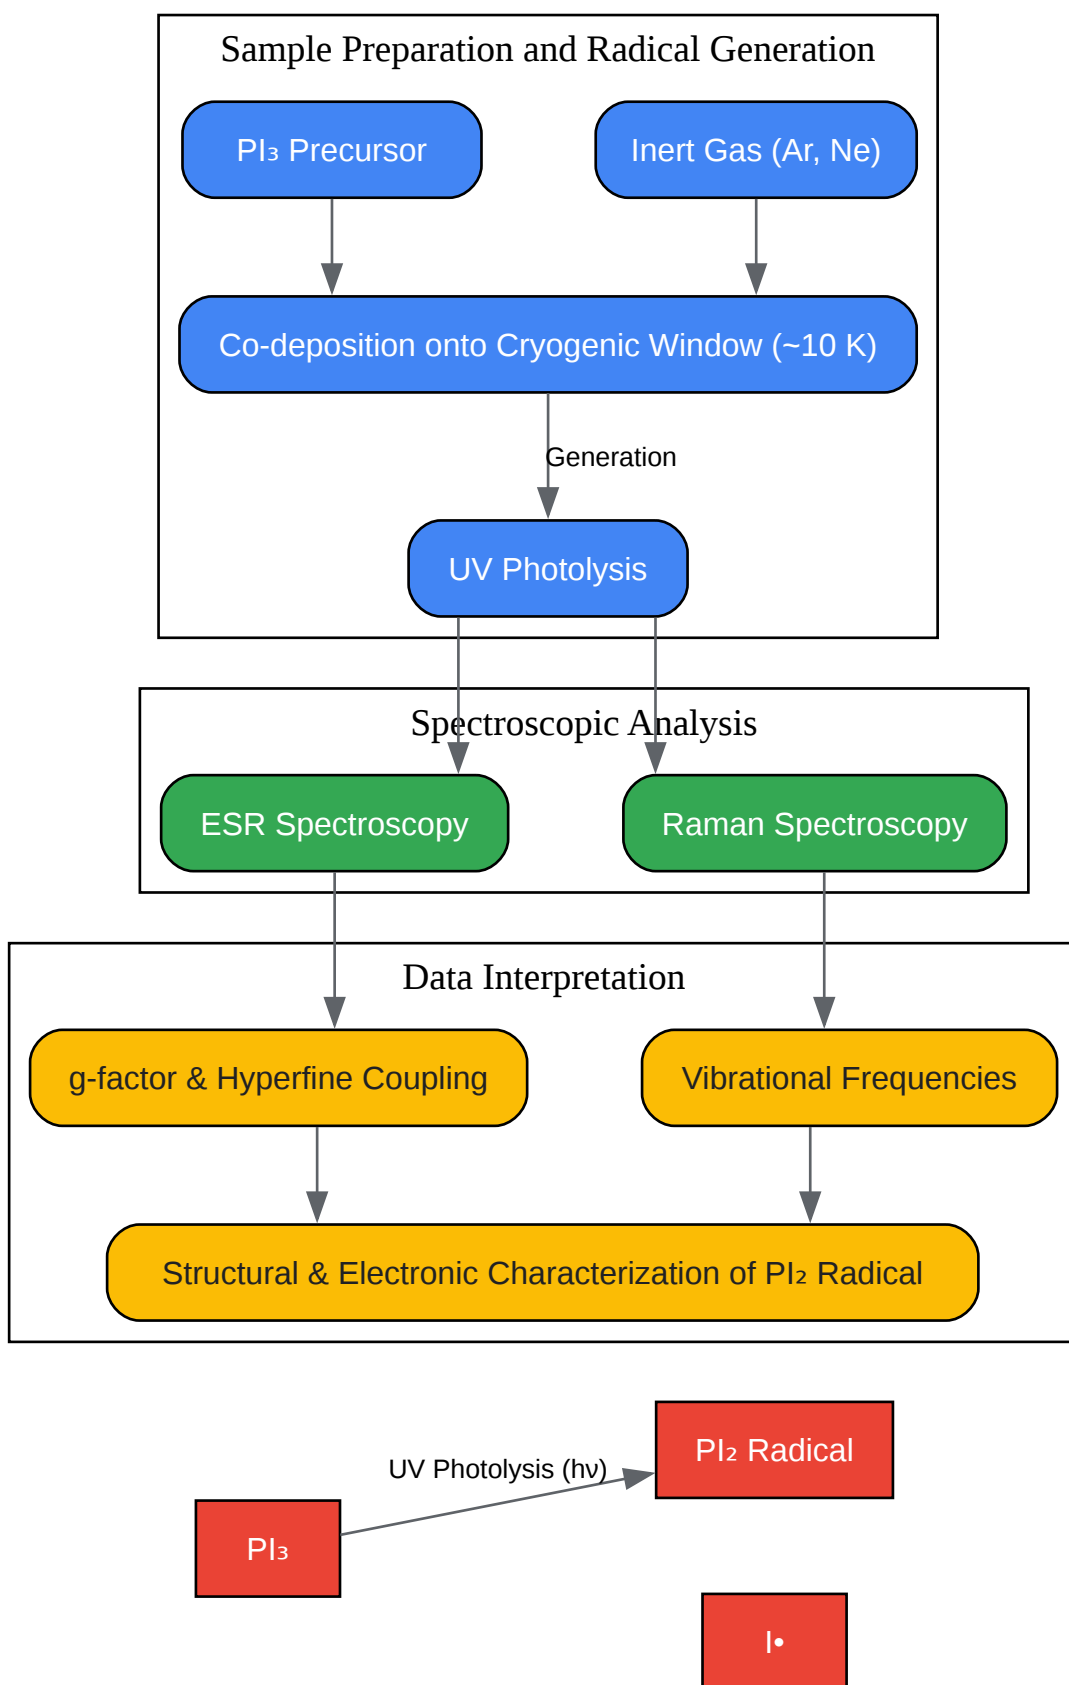 Sample Preparation and Radical Generation
PI₃ Precursor
Inert Gas (Ar, Ne)
Co-deposition onto Cryogenic Window (~10 K)
Generation
UV Photolysis
Spectroscopic Analysis
ESR Spectroscopy
Raman Spectroscopy
Data Interpretation
g-factor & Hyperfine Coupling
Vibrational Frequencies
Structural & Electronic Characterization of PI₂ Radical
PI₂ Radical
UV Photolysis (hν)
PI₃
I•